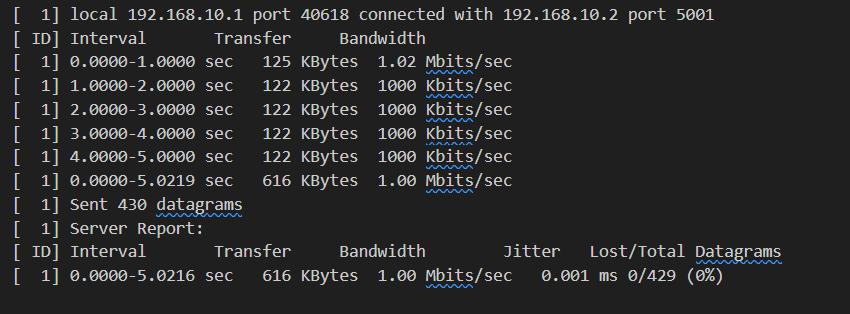 [  1] local 192.168.10.1 port 40618 connected with 192.168.10.2 port 5001
[ ID] Interval       Transfer     Bandwidth
[  1] 0.0000-1.0000 sec   125 KBytes  1.02 Mbits/sec
[  1] 1.0000-2.0000 sec   122 KBytes  1000 Kbits/sec
[  1] 2.0000-3.0000 sec   122 KBytes  1000 Kbits/sec
[  1] 3.0000-4.0000 sec   122 KBytes  1000 Kbits/sec
[  1] 4.0000-5.0000 sec   122 KBytes  1000 Kbits/sec
[  1] 0.0000-5.0219 sec   616 KBytes  1.00 Mbits/sec
[  1] Sent 430 datagrams
[  1] Server Report:
[ ID] Interval       Transfer     Bandwidth        Jitter   Lost/Total Datagrams
[  1] 0.0000-5.0216 sec   616 KBytes  1.00 Mbits/sec   0.001 ms 0/429 (0%)